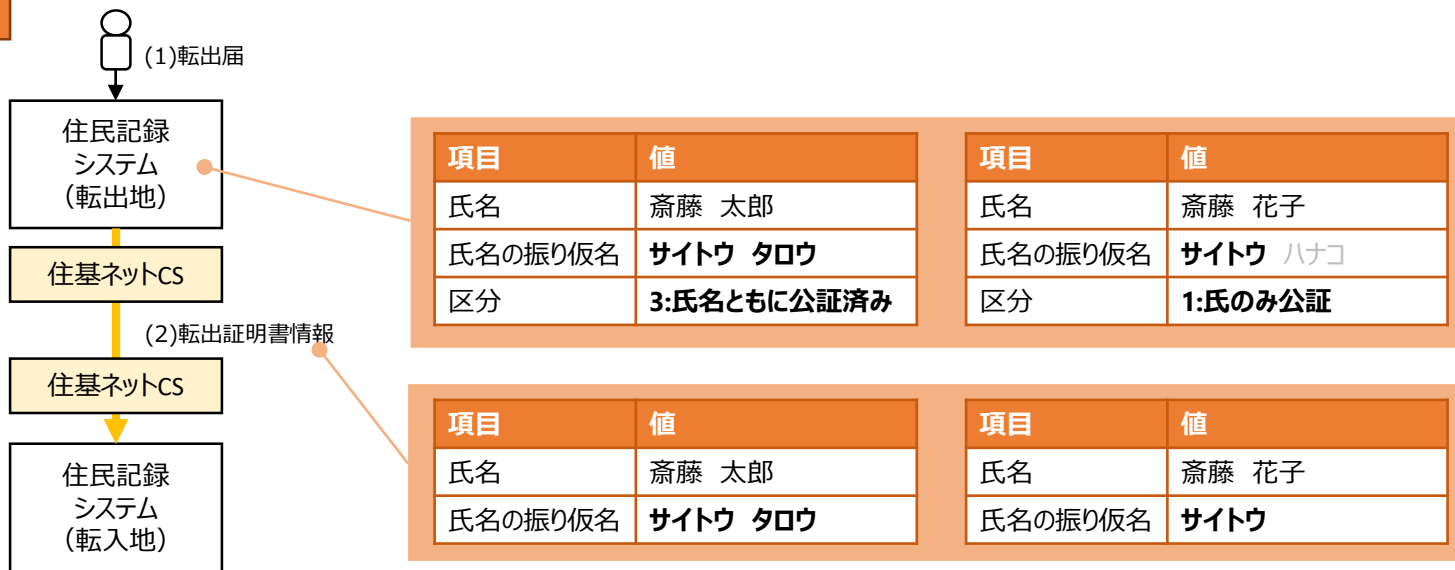 (1)転出届
住民記録
システム
（転出地）
住基ネットCS
(2)転出証明書情報
住基ネットCS
住民記録
システム
（転入地）
項目 値
氏名 斎藤 太郎
氏名の振り仮名 サイトウ タロウ
区分 3:氏名ともに公証済み
項目 値
氏名 斎藤 花子
氏名の振り仮名 サイトウ ハナコ
区分 1:氏のみ公証
項目 値
氏名 斎藤 太郎
氏名の振り仮名 サイトウ タロウ
項目 値
氏名 斎藤 花子
氏名の振り仮名 サイトウ